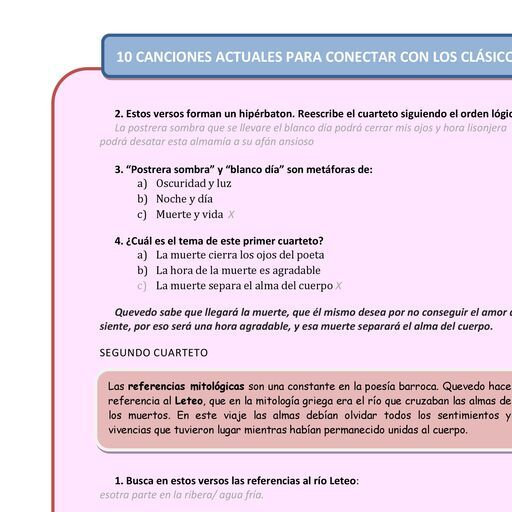 10 CANCIONES ACTUALES PARA CONECTAR CON LOS CLÁSICO
2. Estos versos forman un hipérbaton. Reescribe el cuarteto siguiendo el orden lógic
La postrera sombra que se llevare el blanco día podrá cerrar mis ojos y hora lisonjera
podrá desatar esta almamía a su afán ansioso
3. “Postrera sombra” y “blanco día” son metáforas de:
a) Oscuridad y luz
b) Noche y día
c) Muerte y vida X
4. ¿Cuál es el tema de este primer cuarteto?
a) La muerte cierra los ojos del poeta
b) La hora de la muerte es agradable
c) La muerte separa el alma del cuerpo X
Quevedo sabe que llegará la muerte, que él mismo desea por no conseguir el amor
siente, por eso será una hora agradable, y esa muerte separará el alma del cuerpo.
SEGUNDO CUARTETO
Las referencias mitológicas son una constante en la poesía barroca. Quevedo hace
referencia al Leteo, que en la mitología griega era el río que cruzaban las almas de
los muertos. En este viaje las almas debían olvidar todos los sentimientos y
vivencias que tuvieron lugar mientras habían permanecido unidas al cuerpo.
1. Busca en estos versos las referencias al río Leteo:
esotra parte en la ribera/ agua fría.